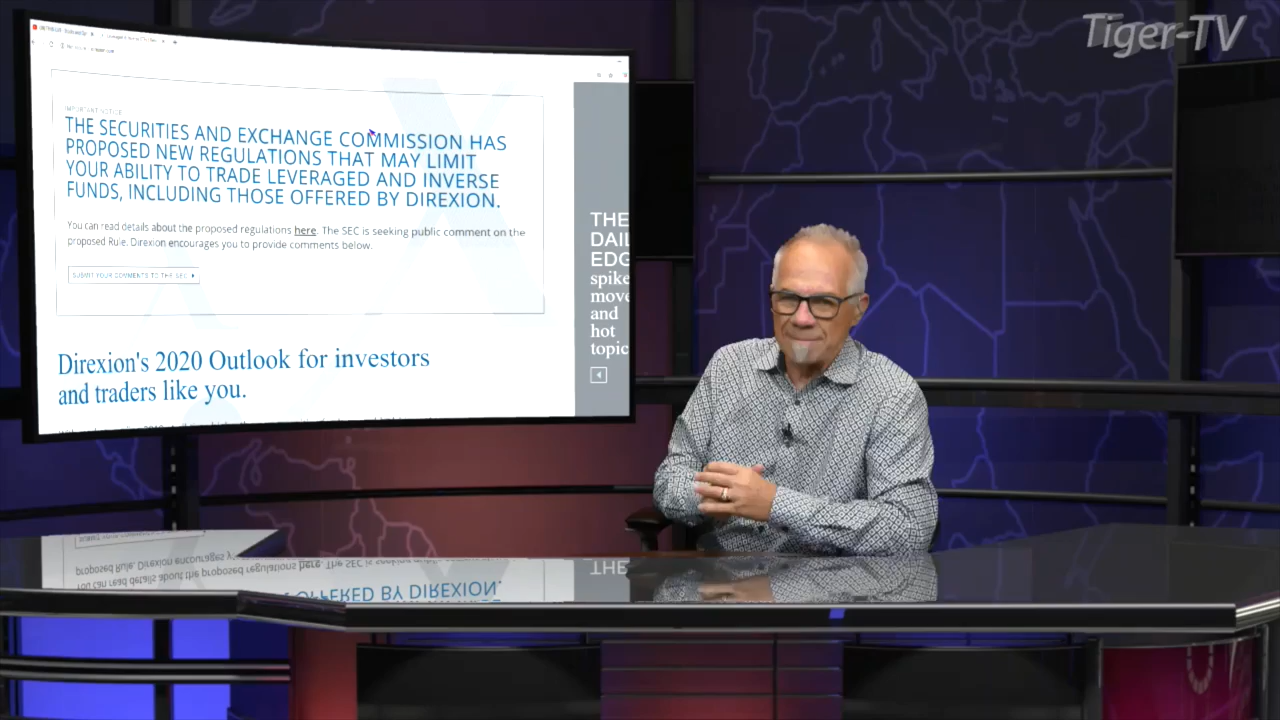 Tiger-TV
IMPORTANT NOTICE
THE SECURITIES AND EXCHANGE COMMISSION HAS
PROPOSED NEW REGULATIONS THAT MAY LIMIT
YOUR ABILITY TO TRADE LEVERAGED AND INVERSE
FUNDS, INCLUDING THOSE OFFERED BY DIREXION.
You can read details about the proposed regulations here. The SEC is seeking public comment on the
proposed Rule. Direxion encourages you to provide comments below.
SUBMIT YOUR COMMENTS TO THE SEC
Direxion's 2020 Outlook for investors
and traders like you.
THE
DAIL
EDG
spike
move
and
hot
topic